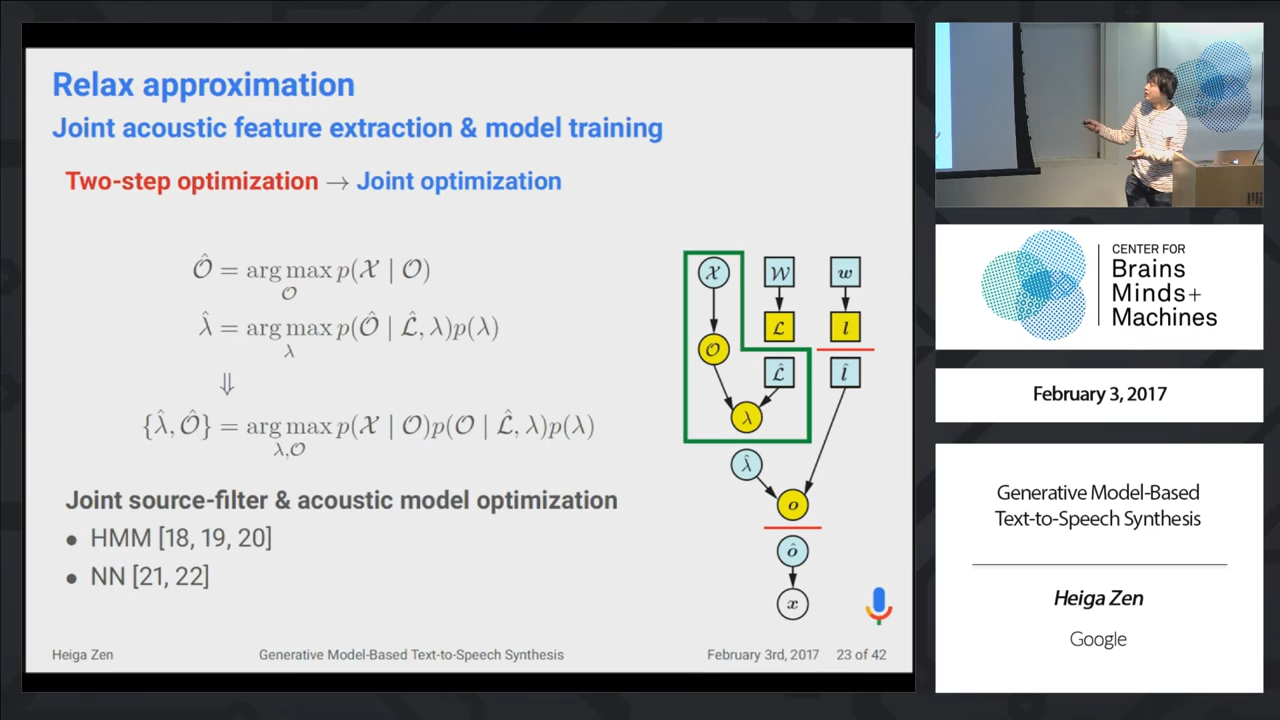 Relax approximation
Joint acoustic feature extraction & model training
Two-step optimization → Joint optimization
𝒪̂ = arg max p(𝒳 | 𝒪)
𝒪
λ̂ = arg max p(𝒪̂ | ℒ̂, λ)p(λ)
λ
⇓
{λ̂, 𝒪̂} = arg max p(𝒳 | 𝒪)p(𝒪 | ℒ̂, λ)p(λ)
λ,𝒪
Joint source-filter & acoustic model optimization
● HMM [18, 19, 20]
● NN [21, 22]
𝒳 𝒲 w
ℒ l
𝒪
ℒ̂ l̂
λ
λ̂
o
ô
x
Heiga Zen Generative Model-Based Text-to-Speech Synthesis February 3rd, 2017 23 of 42
MIT
CENTER FOR
Brains
Minds+
Machines
February 3, 2017
Generative Model-Based
Text-to-Speech Synthesis
Heiga Zen
Google